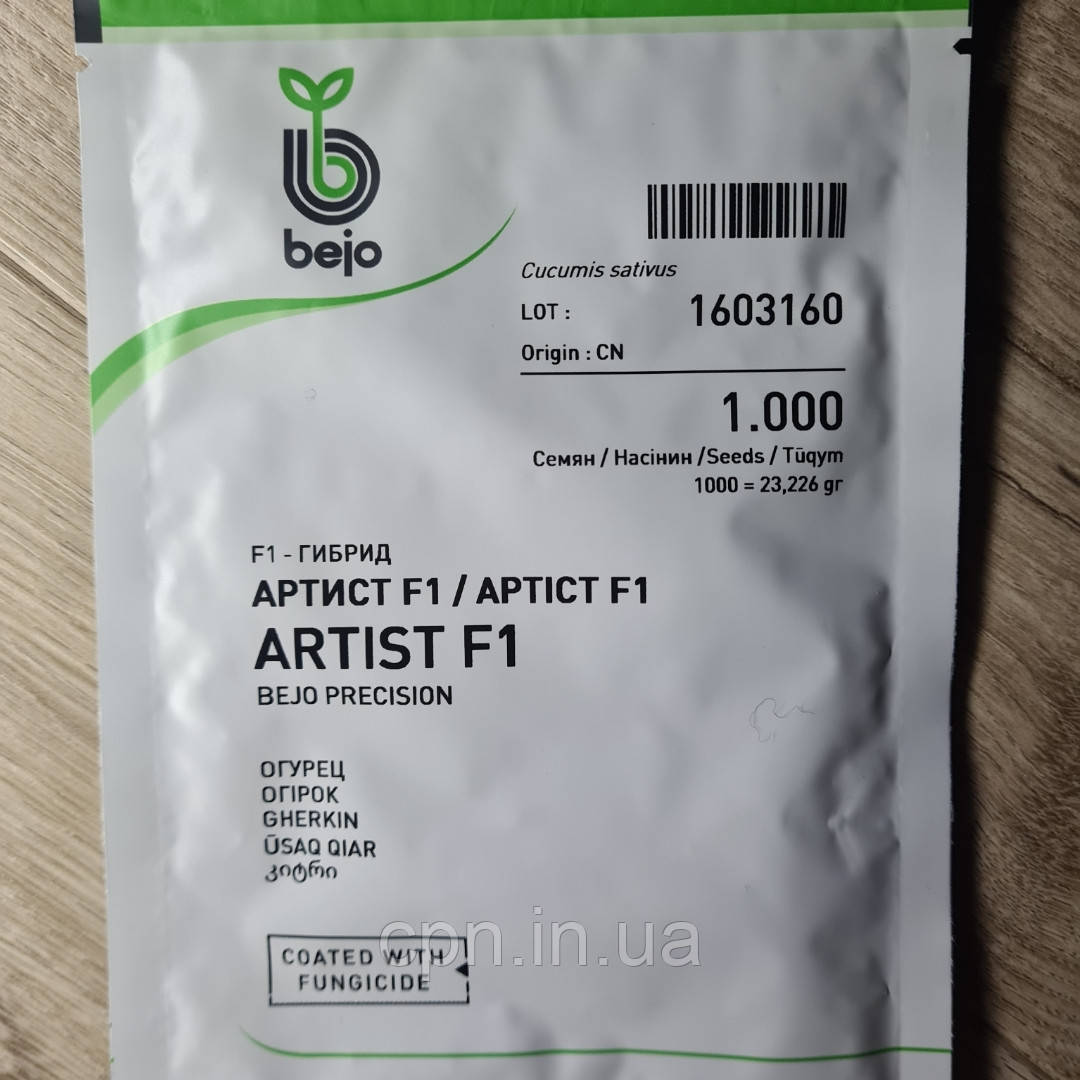 bejo
Cucumis sativus
LOT : 1603160
Origin : CN
1.000
Семян / Насінин /Seeds / Tūqym
1000 = 23,226 gr
F1 - ГИБРИД
АРТИСТ F1 / АРТІСТ F1
ARTIST F1
BEJO PRECISION
ОГУРЕЦ
ОГІРОК
GHERKIN
ŪSAQ QIAR
კიტრი
COATED WITH
FUNGICIDE
cpn.in.ua